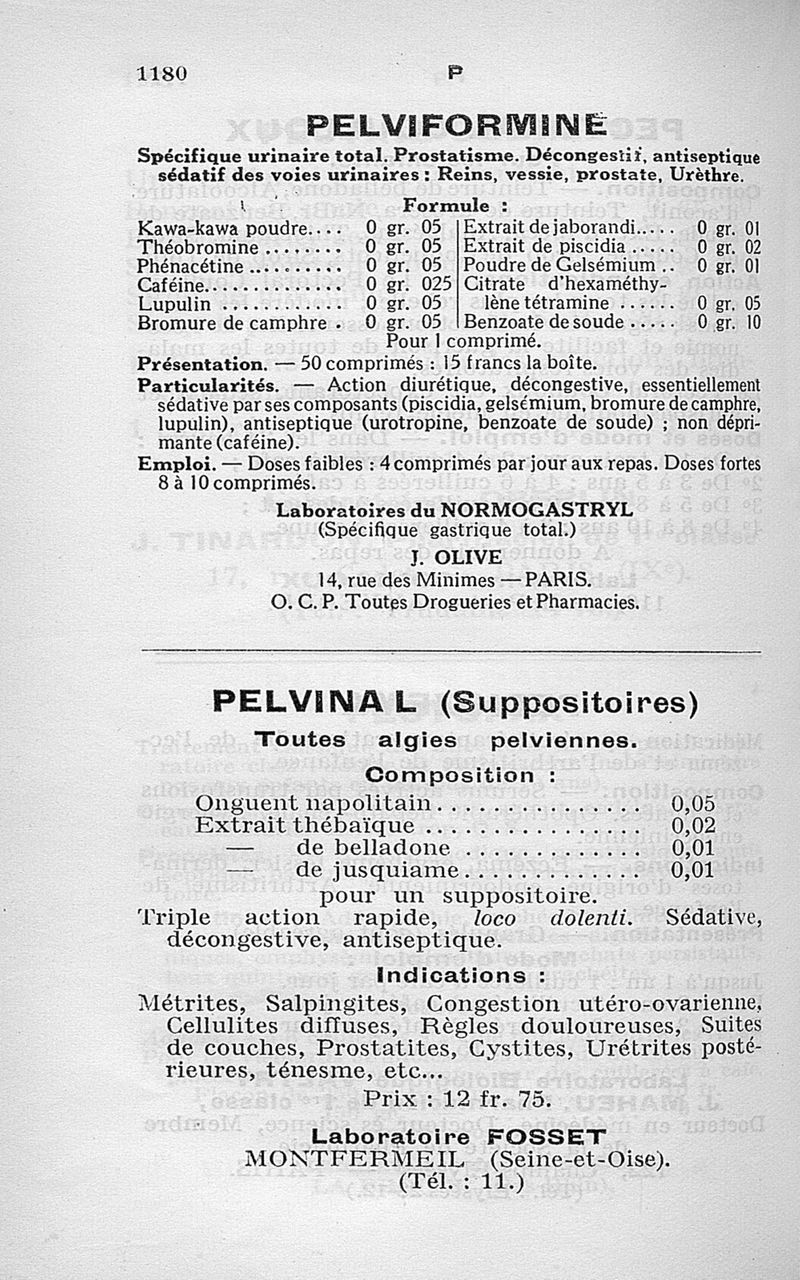 1180
P
PELVIFORMINE
Spécifique urinaire total. Prostatisme. Décongestif, antiseptique
sédatif des voies urinaires : Reins, vessie, prostate, Urèthre.
Formule :
Kawa-kawa poudre.... 0 gr. 05
Théobromine ........ 0 gr. 05
Phénacétine .......... 0 gr. 05
Caféine............... 0 gr. 025
Lupulin ............. 0 gr. 05
Bromure de camphre . 0 gr. 05
Extrait de jaborandi..... 0 gr. 01
Extrait de piscidia ..... 0 gr. 02
Poudre de Gelsémium .. 0 gr. 01
Citrate d'hexaméthy-
lène tétramine ...... 0 gr. 05
Benzoate de soude ..... 0 gr. 10
Pour 1 comprimé.
Présentation. — 50 comprimés : 15 francs la boîte.
Particularités. — Action diurétique, décongestive, essentiellement
sédative par ses composants (piscidia, gelsémium, bromure de camphre,
lupulin), antiseptique (urotropine, benzoate de soude) ; non dépri-
mante (caféine).
Emploi. — Doses faibles : 4 comprimés par jour aux repas. Doses fortes
8 à 10 comprimés.
Laboratoires du NORMOGASTRYL
(Spécifique gastrique total.)
J. OLIVE
14, rue des Minimes — PARIS.
O. C. P. Toutes Drogueries et Pharmacies.
PELVINAL (Suppositoires)
Toutes algies pelviennes.
Composition :
Onguent napolitain................ 0,05
Extrait thébaïque ................. 0,02
— de belladone .............. 0,01
— de jusquiame.............. 0,01
pour un suppositoire.
Triple action rapide, loco dolenti. Sédative,
décongestive, antiseptique.
Indications :
Métrites, Salpingites, Congestion utéro-ovarienne,
Cellulites diffuses, Règles douloureuses, Suites
de couches, Prostatites, Cystites, Urétrites posté-
rieures, ténesme, etc...
Prix : 12 fr. 75.
Laboratoire FOSSET
MONTFERMEIL (Seine-et-Oise).
(Tél. : 11.)